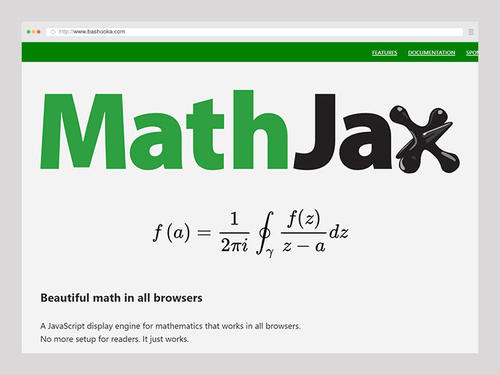 http://www.bashooka.com
FEATURES DOCUMENTATION SPON
MathJax
f(a) = \frac{1}{2\pi i} \oint_{\gamma} \frac{f(z)}{z - a} dz
Beautiful math in all browsers
A JavaScript display engine for mathematics that works in all browsers.
No more setup for readers. It just works.